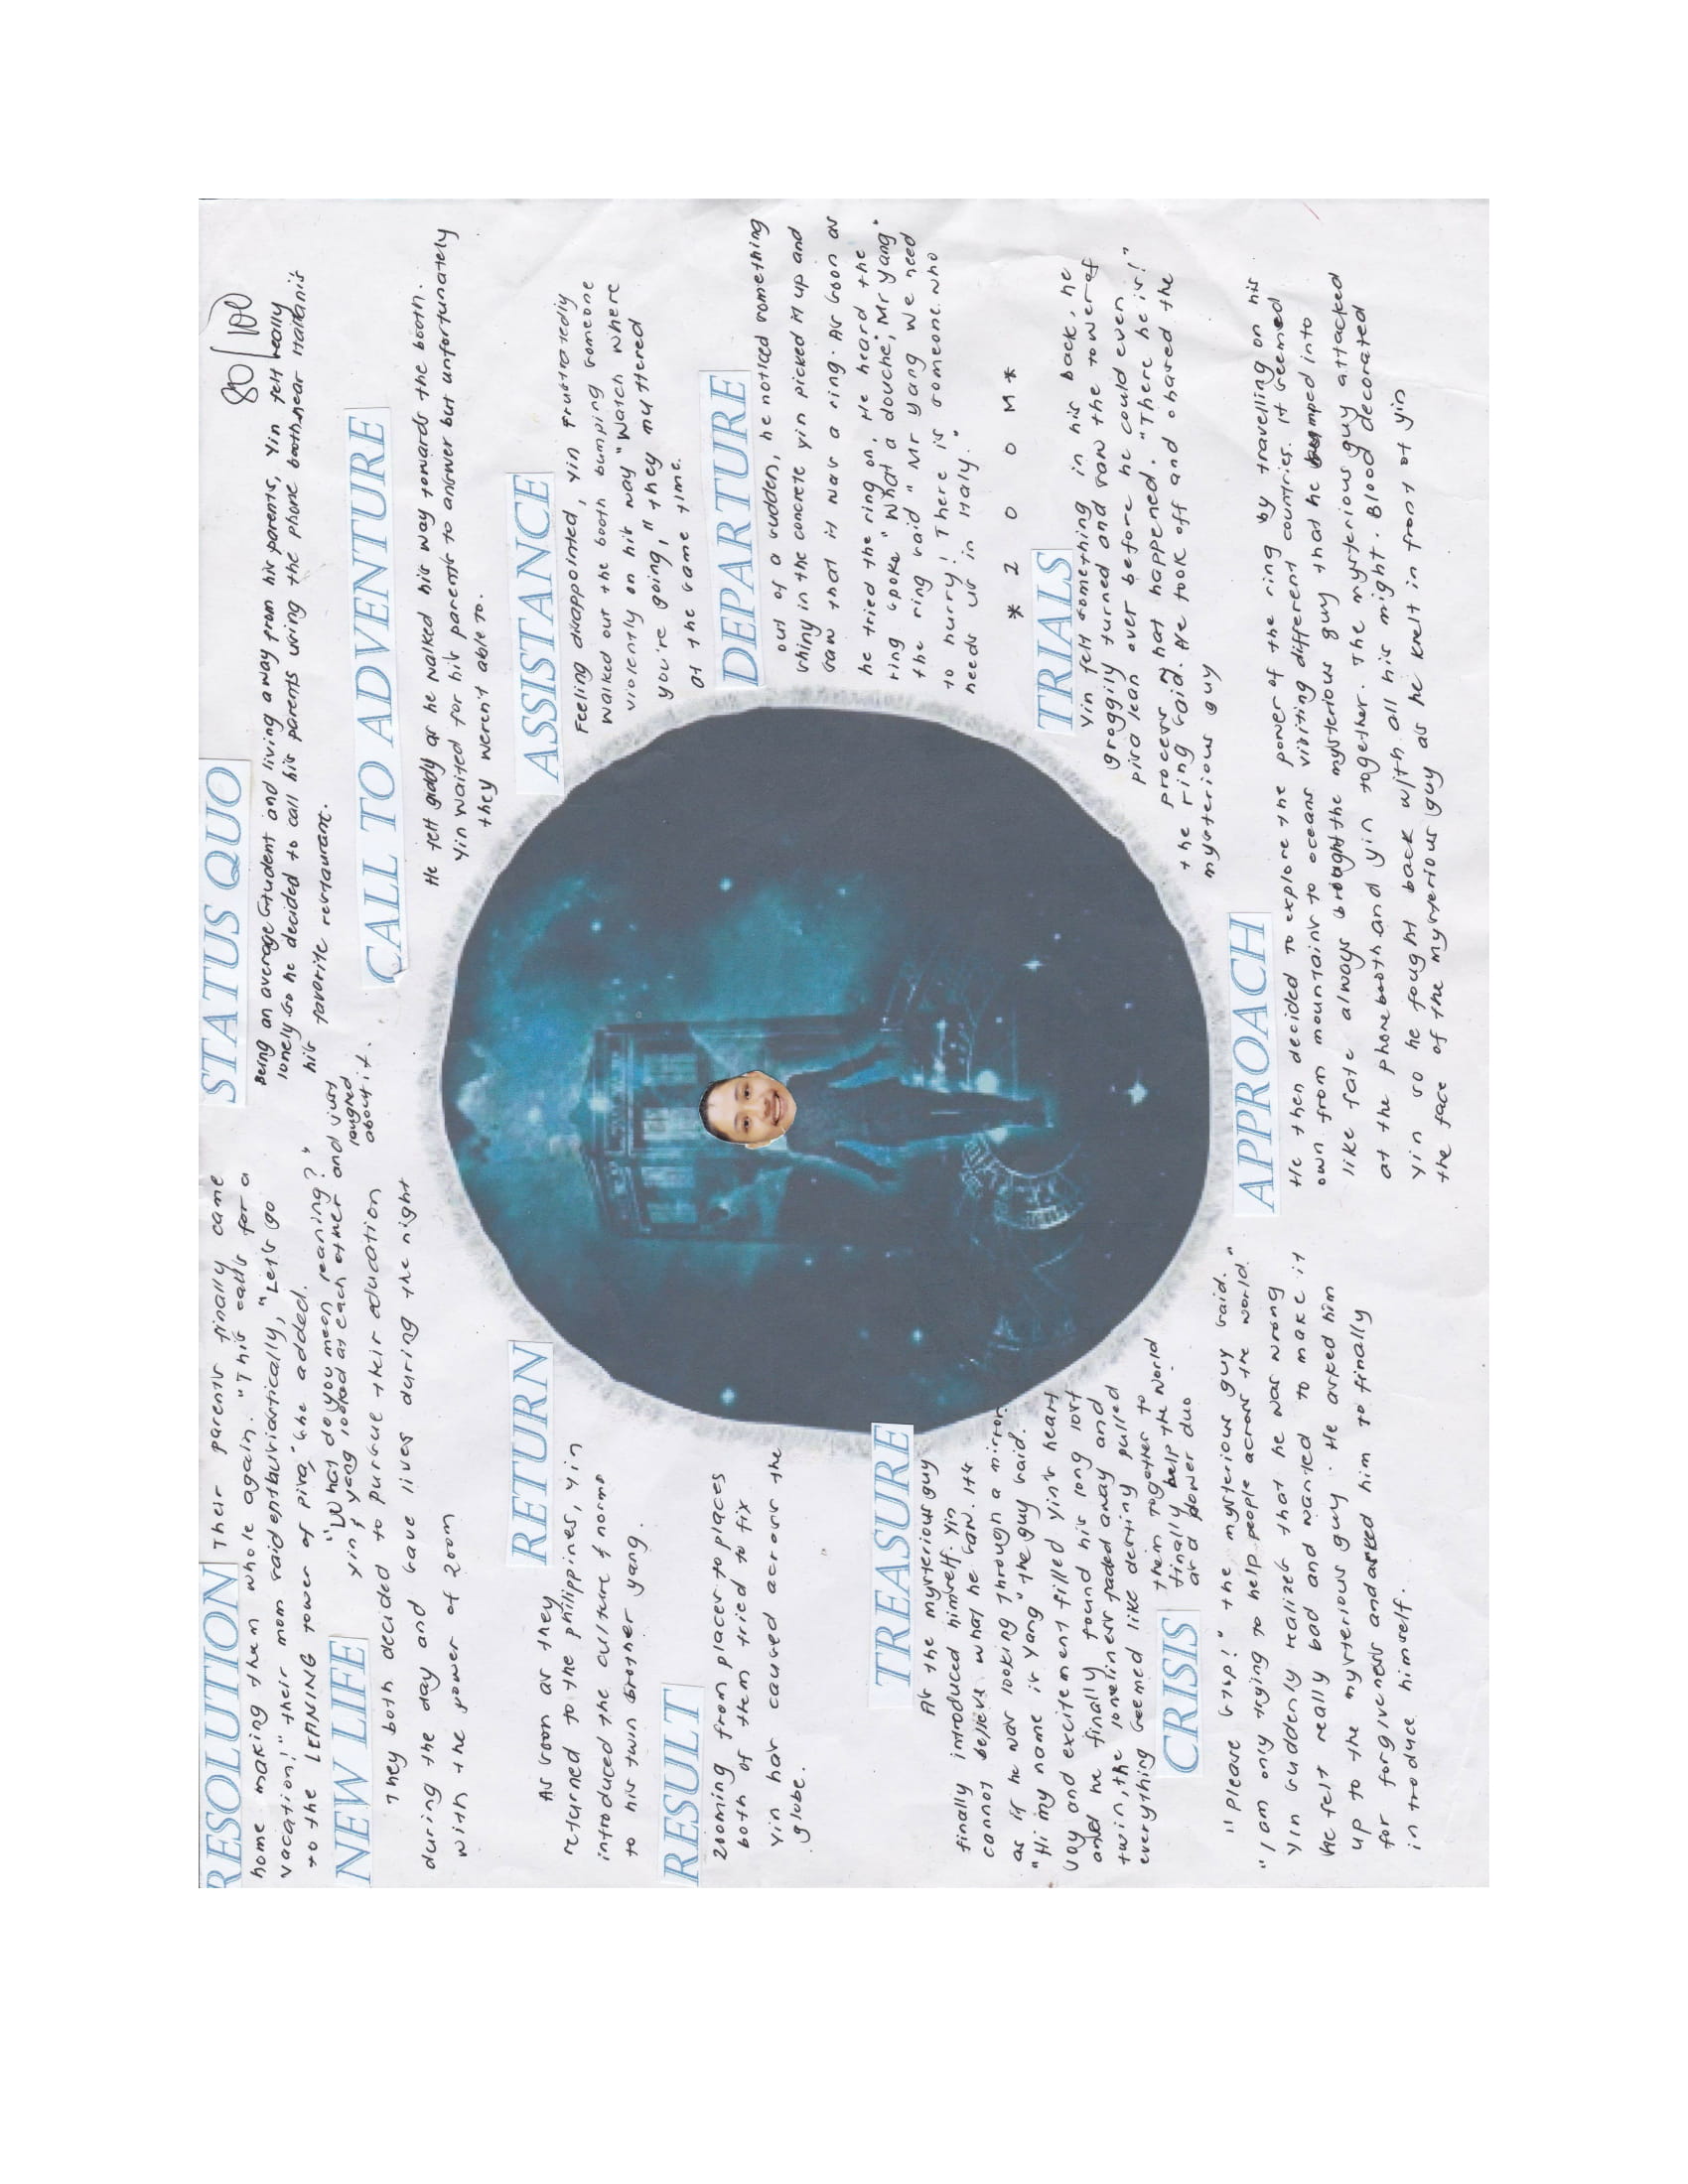 STATUS QUO
80/100
Being an average student and living away from his parents, Yin felt really
lonely so he decided to call his parents using the phone booth near Hattanis
his favorite restaurant.
CALL TO ADVENTURE
He felt giddy as he walked his way towards the booth.
Yin waited for his parents to answer but unfortunately
they weren't able to.
ASSISTANCE
Feeling disappointed, Yin Frustratedly
walked out the booth bumping someone
violently on his way "Watch where
you're going," they muttered
at the same time.
DEPARTURE
out of a sudden, he noticed something
shiny in the concrete yin picked it up and
saw that it was a ring. As soon as
he tried the ring on, He heard the
ring spoke "What a douche, Mr Yang"
the ring said "Mr Yang we need
to hurry! There is someone who
needs us in Italy."
* Z O O M *
TRIALS
Yin felt something in his back, he
groggily turned and saw the tower of
pisa lean over before he could even
process what happened. "There he is!"
the ring said. He took off and chased the
mysterious guy
APPROACH
He then decided to explore the power of the ring by travelling on his
own from mountains to oceans visiting different countries. It seemed
like fate always brought the mysterious guy that he bumped into
at the phonebooth and yin together. The mysterious guy attacked
Yin so he fought back with all his might. Blood decorated
the face of the mysterious guy as he knelt in front of yin
CRISIS
"Please stop!" the mysterious guy said.
"I am only trying to help people across the world."
Yin suddenly realizes that he was wrong
he felt really bad and wanted to make it
up to the mysterious guy. He asked him
for forgiveness and asked him to finally
introduce himself.
TREASURE
As the mysterious guy
finally introduced himself. Yin
cannot believe what he saw. Its
as if he was looking through a mirror.
"Hi my name is Yang" the guy said.
Joy and excitement filled Yin's heart
and he finally found his long lost
twin, the loneliness faded away and
everything seemed like destiny pulled
them together to
finally help the world
as a power duo
RESULT
zooming from places to places
both of them tried to fix
Yin has caused across the
globe.
RETURN
As soon as they
returned to the philippines, Yin
introduced the culture & norms
to his twin brother yang.
NEW LIFE
They both decided to pursue their education
during the day and save lives during the night
with the power of zoom
RESOLUTION
Their parents finally came
home making them whole again. "This calls for a
vacation!" their mom said enthusiastically, "Let's go
to the LEANING tower of pisa," she added.
"What do you mean leaning?"
yin & yang looked at each other and just
laughed
about it.